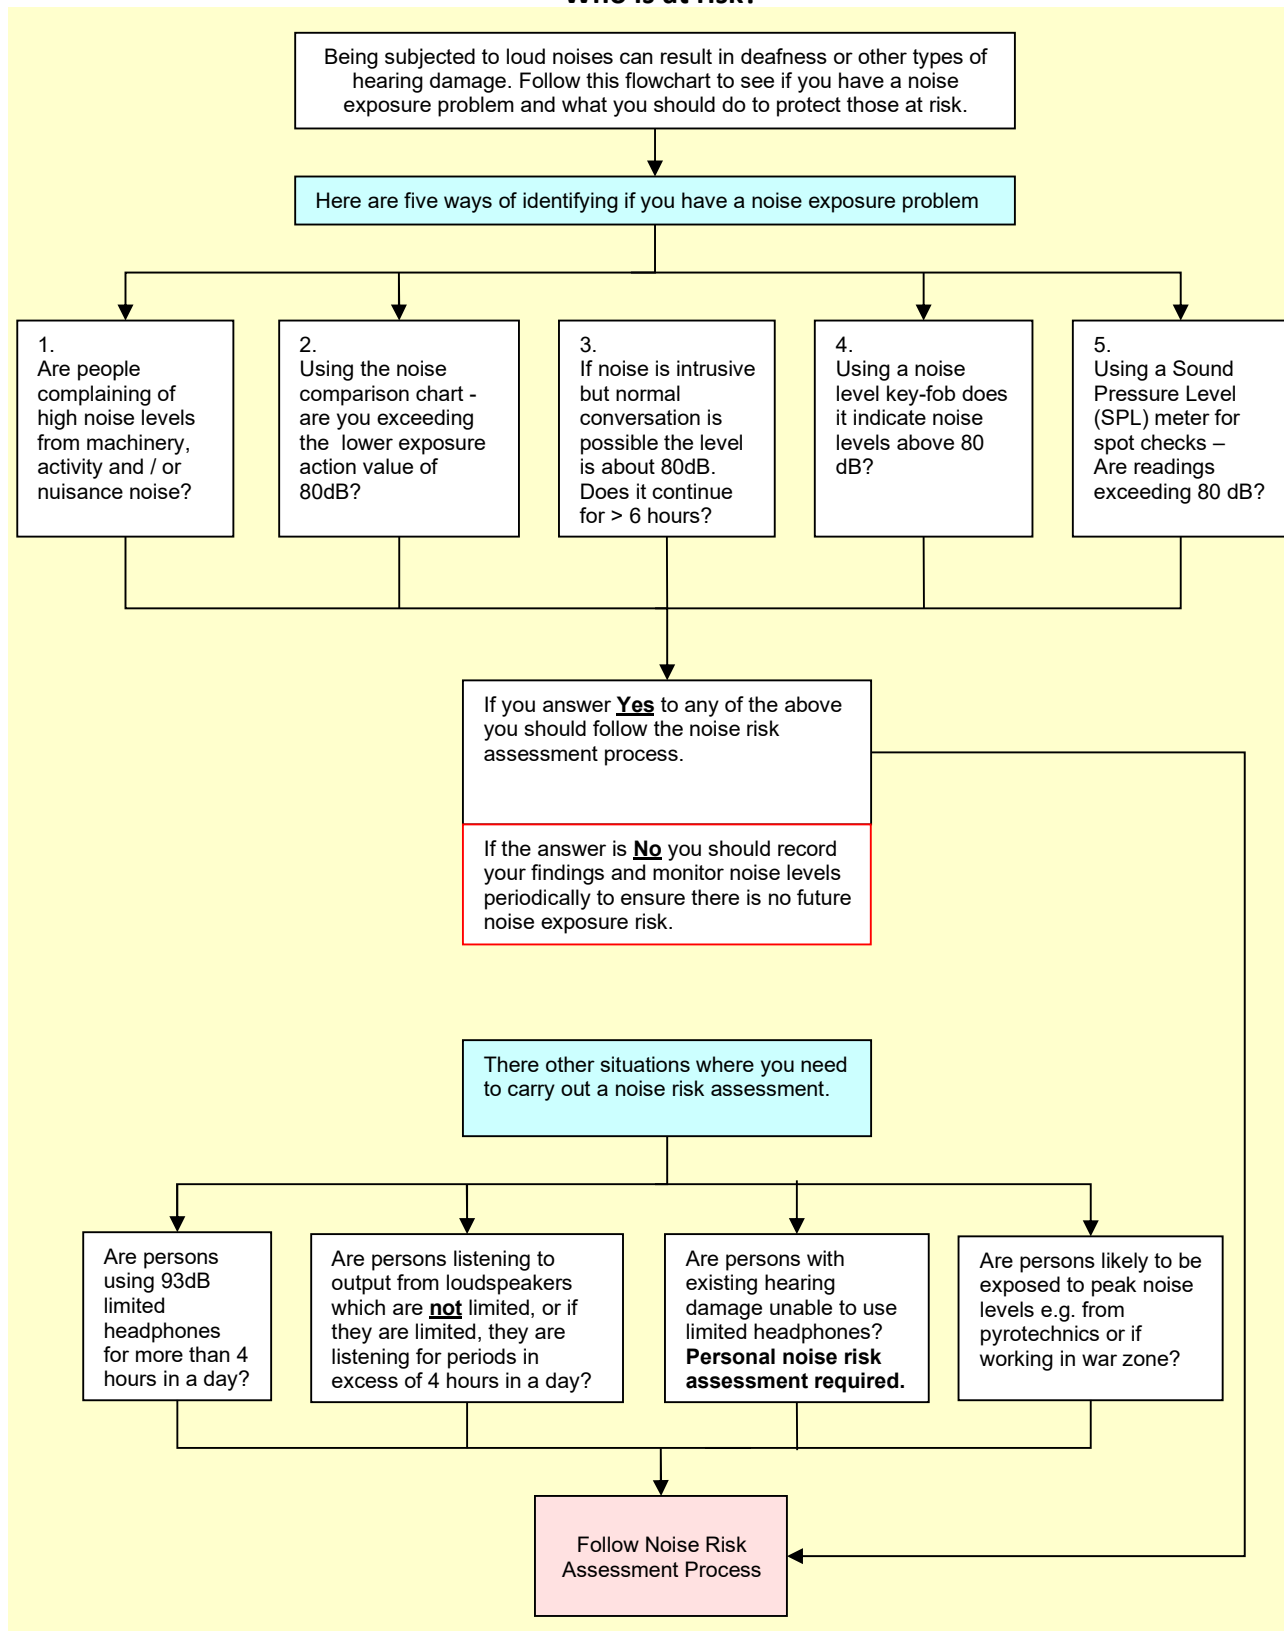 Who is at risk?
Being subjected to loud noises can result in deafness or other types of
hearing damage. Follow this flowchart to see if you have a noise
exposure problem and what you should do to protect those at risk.
Here are five ways of identifying if you have a noise exposure problem
1.
Are people
complaining of
high noise levels
from machinery,
activity and / or
nuisance noise?
2.
Using the noise
comparison chart -
are you exceeding
the lower exposure
action value of
80dB?
3.
If noise is intrusive
but normal
conversation is
possible the level
is about 80dB.
Does it continue
for > 6 hours?
4.
Using a noise
level key-fob does
it indicate noise
levels above 80
dB?
5.
Using a Sound
Pressure Level
(SPL) meter for
spot checks –
Are readings
exceeding 80 dB?
If you answer Yes to any of the above
you should follow the noise risk
assessment process.
If the answer is No you should record
your findings and monitor noise levels
periodically to ensure there is no future
noise exposure risk.
There other situations where you need
to carry out a noise risk assessment.
Are persons
using 93dB
limited
headphones
for more than 4
hours in a day?
Are persons listening to
output from loudspeakers
which are not limited, or if
they are limited, they are
listening for periods in
excess of 4 hours in a day?
Are persons with
existing hearing
damage unable to use
limited headphones?
Personal noise risk
assessment required.
Are persons likely to be
exposed to peak noise
levels e.g. from
pyrotechnics or if
working in war zone?
Follow Noise Risk
Assessment Process